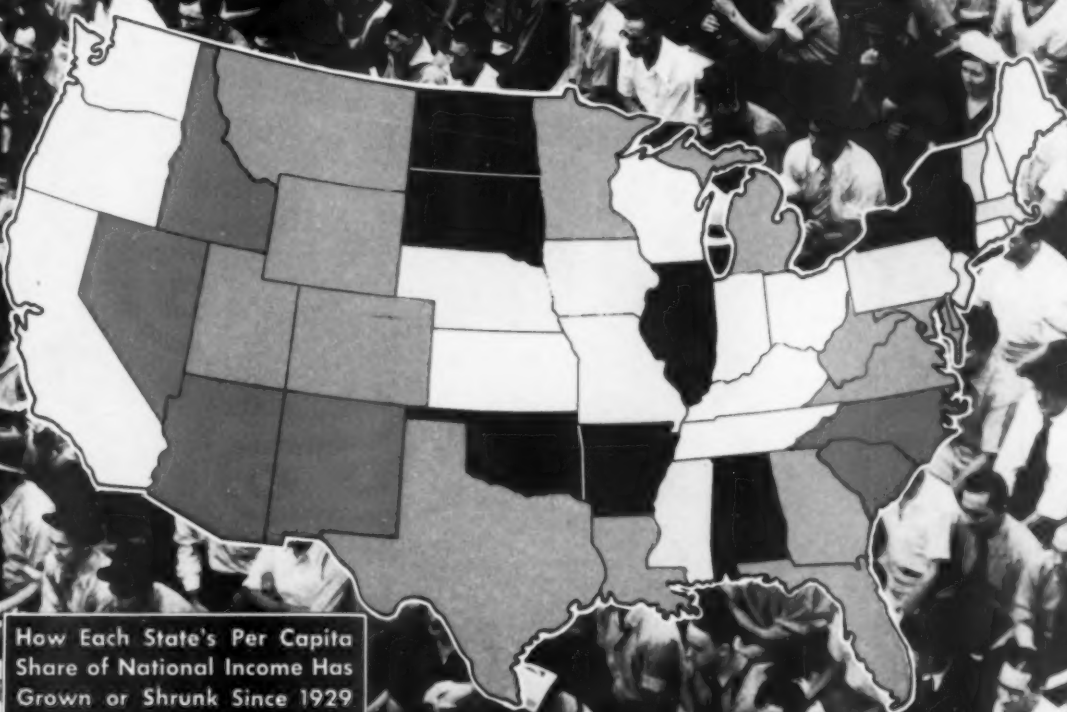 How Each State's Per Capita
Share of National Income Has
Grown or Shrunk Since 1929